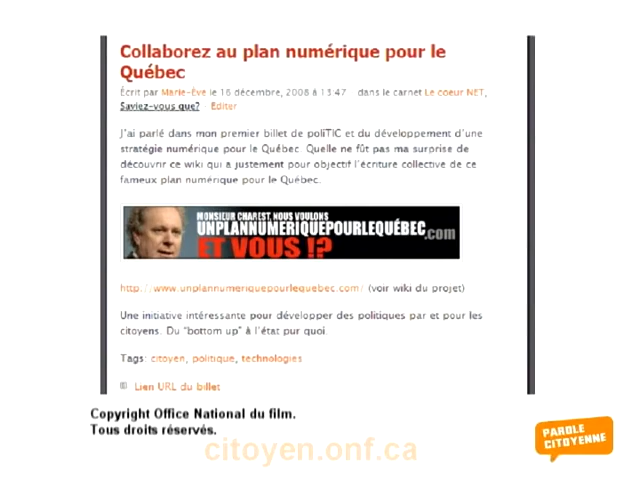 Collaborez au plan numérique pour le
Québec
Écrit par Marie-Ève le 16 décembre, 2008 à 13:47 dans le carnet Le coeur NET,
Saviez-vous que? Editer
J'ai parlé dans mon premier billet de poliTIC et du développement d'une
stratégie numérique pour le Québec. Quelle ne fût pas ma surprise de
découvrir ce wiki qui a justement pour objectif l'écriture collective de ce
fameux plan numérique pour le Québec.
MONSIEUR CHAREST, NOUS VOULONS
UNPLANNUMERIQUEPOURLEQUÉBEC.com
ET VOUS !?
http://www.unplannumeriquepourlequebec.com/ (voir wiki du projet)
Une initiative intéressante pour développer des politiques par et pour les
citoyens. Du "bottom up" à l'état pur quoi.
Tags: citoyen, politique, technologies
Lien URL du billet
Copyright Office National du film.
Tous droits réservés.
PAROLE
CITOYENNE
citoyen.onf.ca